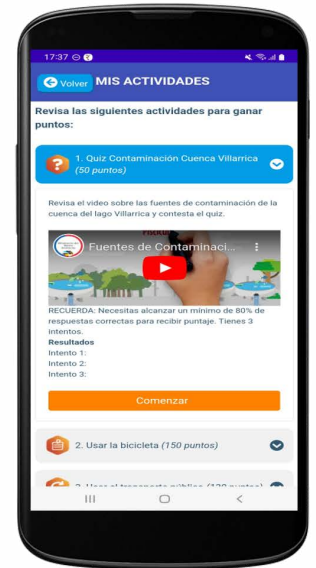 17:37
Volver MIS ACTIVIDADES
Revisa las siguientes actividades para ganar
puntos:
1. Quiz Contaminación Cuenca Villarrica
(50 puntos)
Revisa el video sobre las fuentes de contaminación de la
cuenca del lago Villarrica y contesta el quiz.
Fuentes de Contaminaci...
RECUERDA: Necesitas alcanzar un mínimo de 80% de
respuestas correctas para recibir puntaje. Tienes 3
intentos.
Resultados
Intento 1:
Intento 2:
Intento 3:
Comenzar
2. Usar la bicicleta (150 puntos)